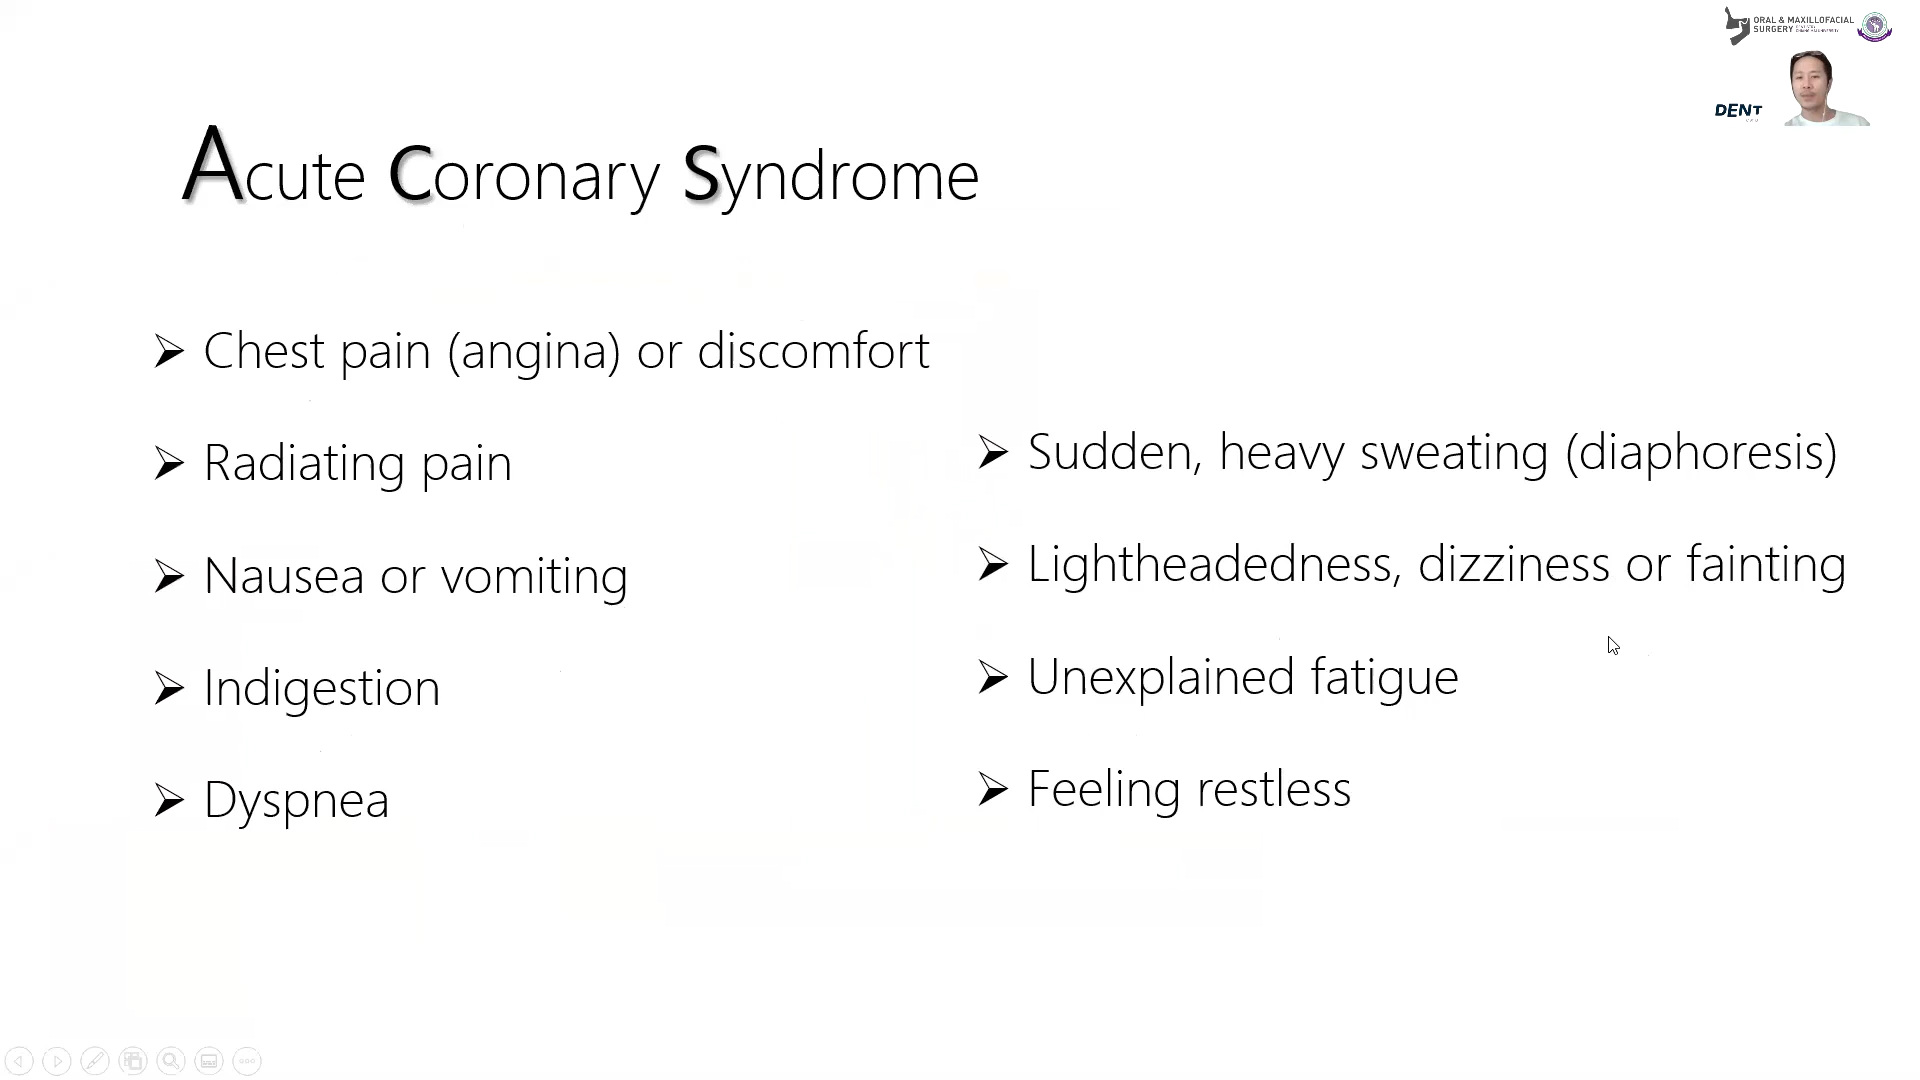 ORAL & MAXILLOFACIAL
SURGERY
DENT
Acute Coronary Syndrome
➤ Chest pain (angina) or discomfort
➤ Radiating pain
➤ Nausea or vomiting
➤ Indigestion
➤ Dyspnea
➤ Sudden, heavy sweating (diaphoresis)
➤ Lightheadedness, dizziness or fainting
➤ Unexplained fatigue
➤ Feeling restless